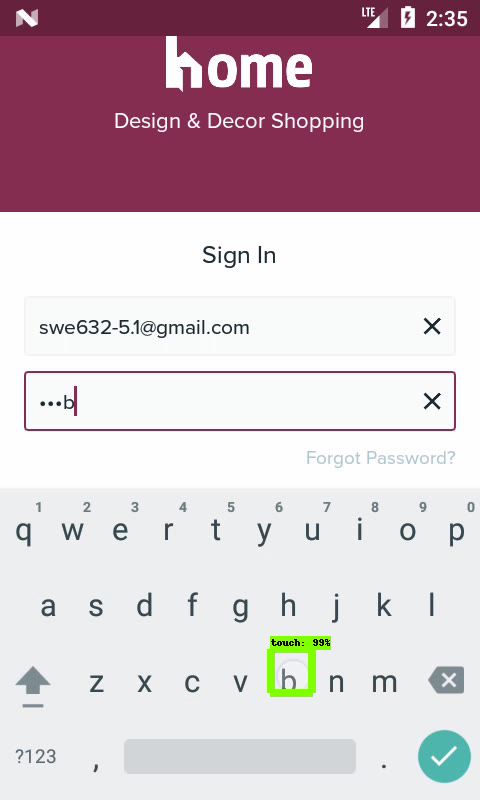 LTE 2:35
home
Design & Decor Shopping
Sign In
swe632-5.1@gmail.com
•••b
Forgot Password?
1 2 3 4 5 6 7 8 9 0
q w e r t y u i o p
a s d f g h j k l
touch: 99%
z x c v b n m
?123 , .